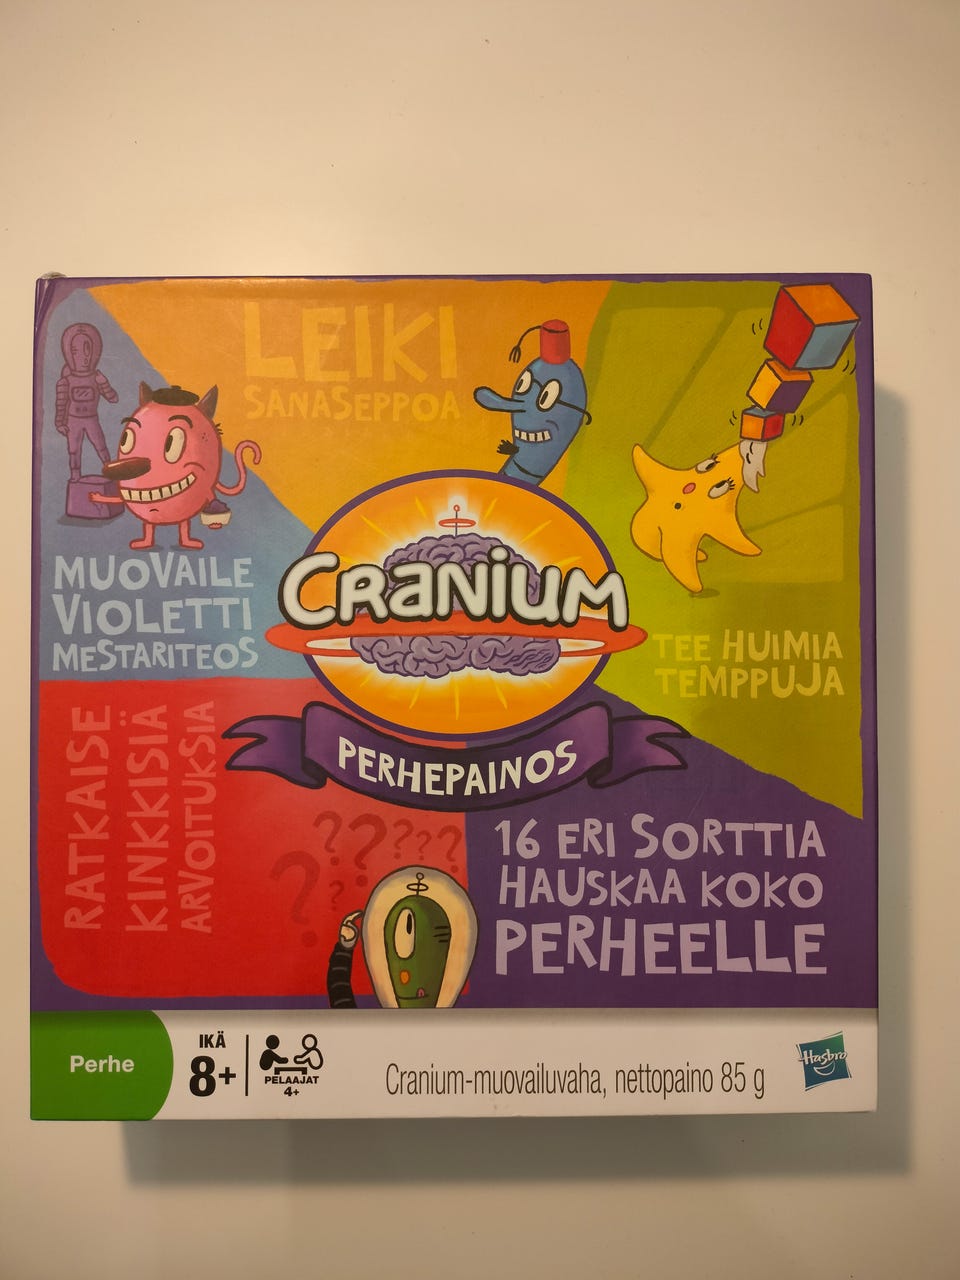 LEIKI
SANASEPPOA
MUOVAILE
VIOLETTI
MESTARITEOS
CRANIUM
PERHEPAINOS
TEE HUIMIA
TEMPPUJA
RATKAISE
KINKKISIÄ
ARVOITUKSIA
? ? ? ? ? ? ?
16 ERI SORTTIA
HAUSKAA KOKO
PERHEELLE
Perhe
IKÄ
8+
PELAAJAT
4+
Cranium-muovailuvaha, nettopaino 85 g
Hasbro